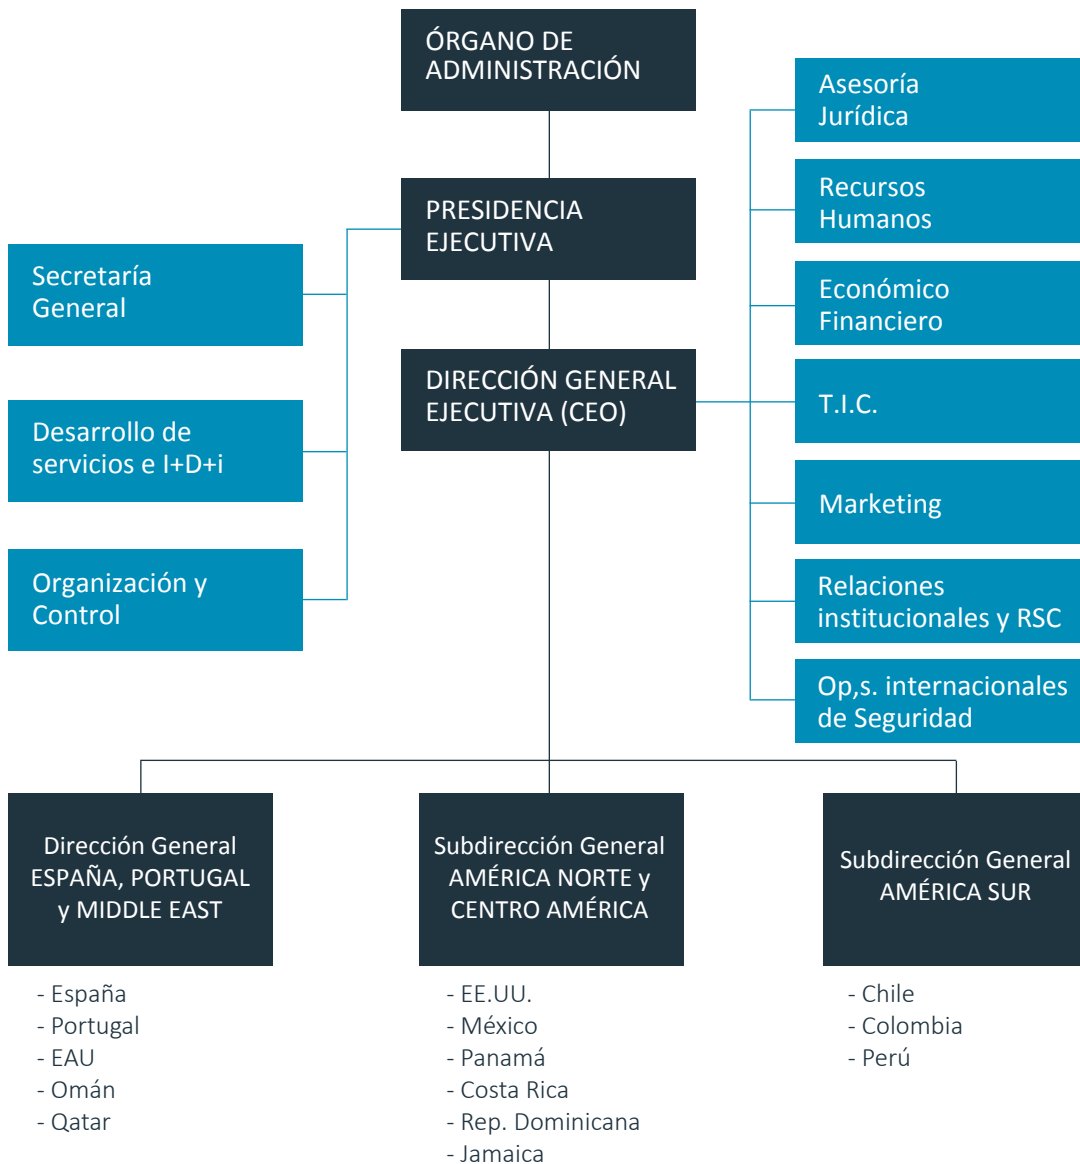 ÓRGANO DE
ADMINISTRACIÓN
PRESIDENCIA
EJECUTIVA
DIRECCIÓN GENERAL
EJECUTIVA (CEO)
Secretaría
General
Desarrollo de
servicios e I+D+i
Organización y
Control
Asesoría
Jurídica
Recursos
Humanos
Económico
Financiero
T.I.C.
Marketing
Relaciones
institucionales y RSC
Op,s. internacionales
de Seguridad
Dirección General
ESPAÑA, PORTUGAL
y MIDDLE EAST
- España
- Portugal
- EAU
- Omán
- Qatar
Subdirección General
AMÉRICA NORTE y
CENTRO AMÉRICA
- EE.UU.
- México
- Panamá
- Costa Rica
- Rep. Dominicana
- Jamaica
Subdirección General
AMÉRICA SUR
- Chile
- Colombia
- Perú